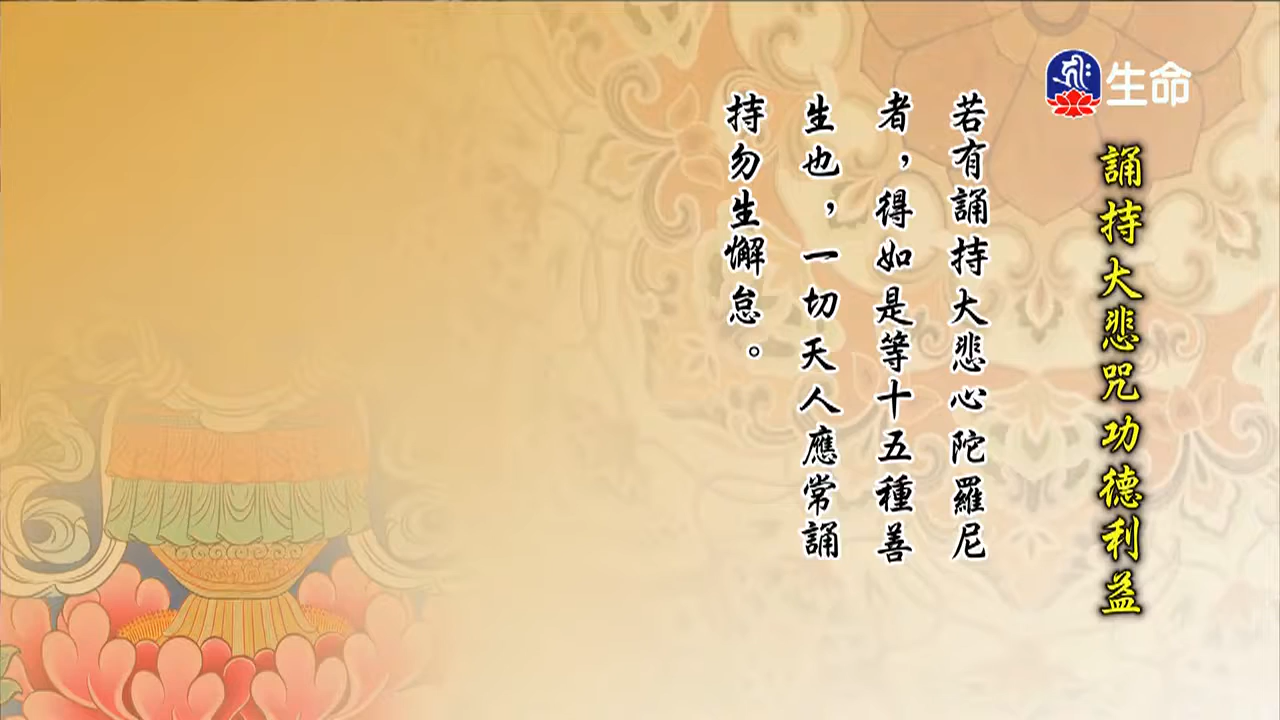 生命
誦持大悲咒功德利益
若有誦持大悲心陀羅尼
者，得如是等十五種善
生也，一切天人應常誦
持勿生懈怠。